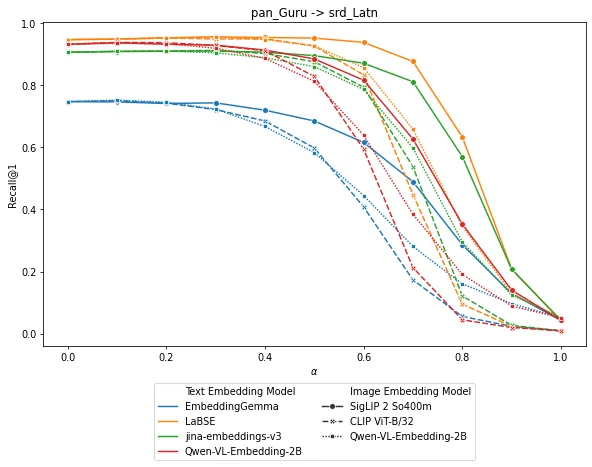 pan_Guru -> srd_Latn
1.0
0.8
0.6
0.4
0.2
0.0
Recall@1
0.0 0.2 0.4 0.6 0.8 1.0
α
Text Embedding Model Image Embedding Model
EmbeddingGemma SigLIP 2 So400m
LaBSE CLIP ViT-B/32
jina-embeddings-v3 Qwen-VL-Embedding-2B
Qwen-VL-Embedding-2B